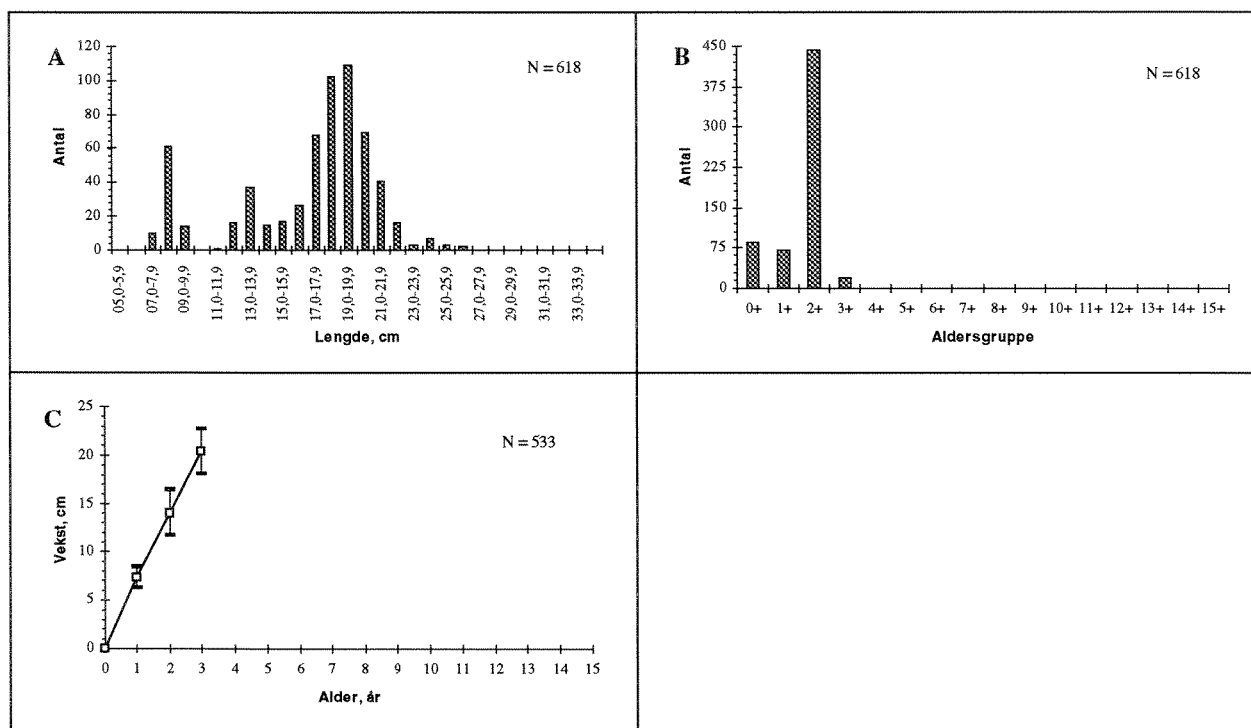 A
N = 618
Antal
120
100
80
60
40
20
0
05,0-5,9
07,0-7,9
09,0-9,9
11,0-11,9
13,0-13,9
15,0-15,9
17,0-17,9
19,0-19,9
21,0-21,9
23,0-23,9
25,0-25,9
27,0-27,9
29,0-29,9
31,0-31,9
33,0-33,9
Lengde, cm
B
N = 618
Antal
450
375
300
225
150
75
0
0+ 1+ 2+ 3+ 4+ 5+ 6+ 7+ 8+ 9+ 10+ 11+ 12+ 13+ 14+ 15+
Aldersgruppe
C
N = 533
Vekst, cm
25
20
15
10
5
0
0 1 2 3 4 5 6 7 8 9 10 11 12 13 14 15
Alder, år